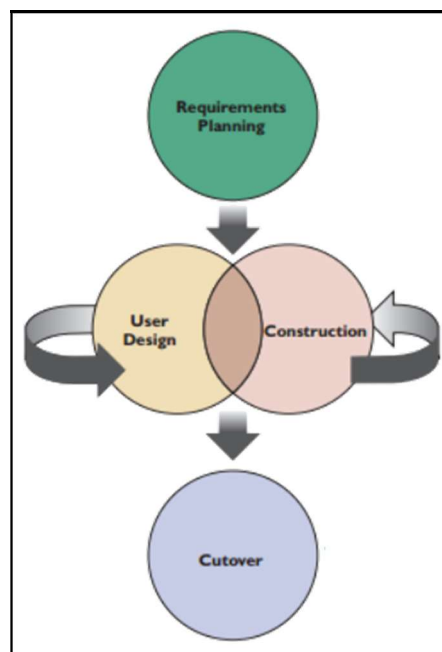 Requirements
Planning
User
Design
Construction
Cutover